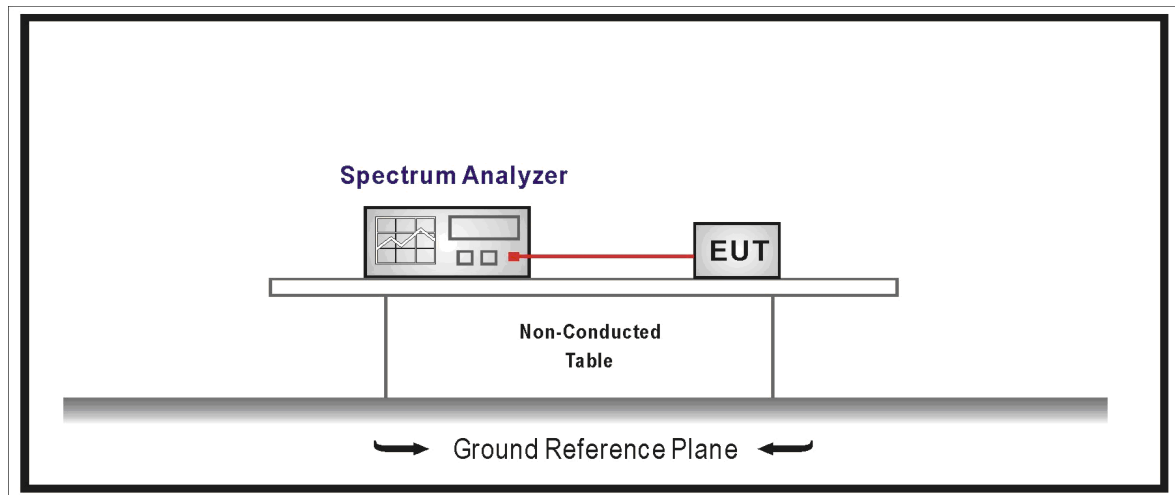 Spectrum Analyzer
EUT
Non-Conducted
Table
Ground Reference Plane